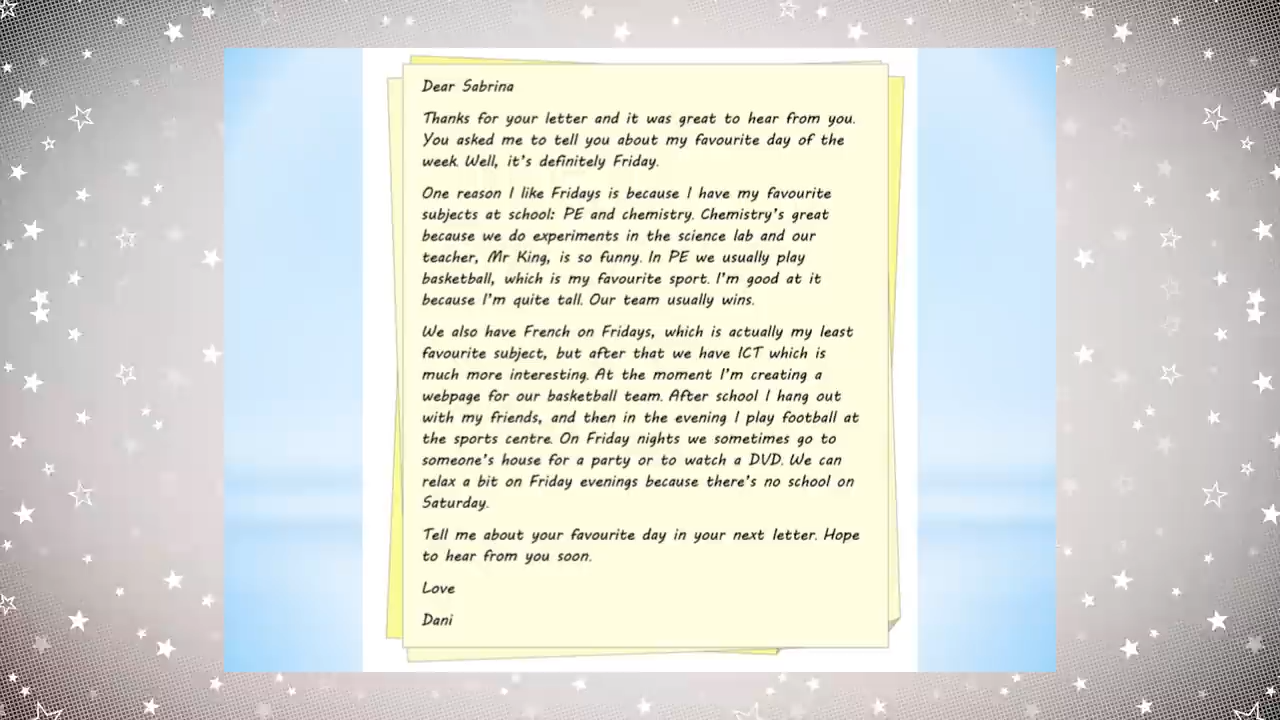 Dear Sabrina
Thanks for your letter and it was great to hear from you.
You asked me to tell you about my favourite day of the
week. Well, it's definitely Friday.
One reason I like Fridays is because I have my favourite
subjects at school: PE and chemistry. Chemistry's great
because we do experiments in the science lab and our
teacher, Mr King, is so funny. In PE we usually play
basketball, which is my favourite sport. I'm good at it
because I'm quite tall. Our team usually wins.
We also have French on Fridays, which is actually my least
favourite subject, but after that we have ICT which is
much more interesting. At the moment I'm creating a
webpage for our basketball team. After school I hang out
with my friends, and then in the evening I play football at
the sports centre. On Friday nights we sometimes go to
someone's house for a party or to watch a DVD. We can
relax a bit on Friday evenings because there's no school on
Saturday.
Tell me about your favourite day in your next letter. Hope
to hear from you soon.
Love
Dani